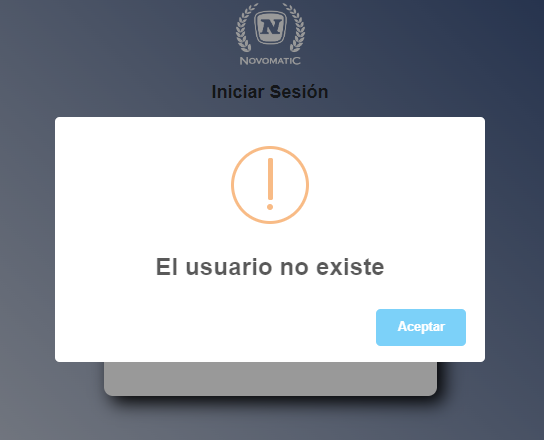 N
NOVOMATIC
Iniciar Sesión
El usuario no existe
Aceptar